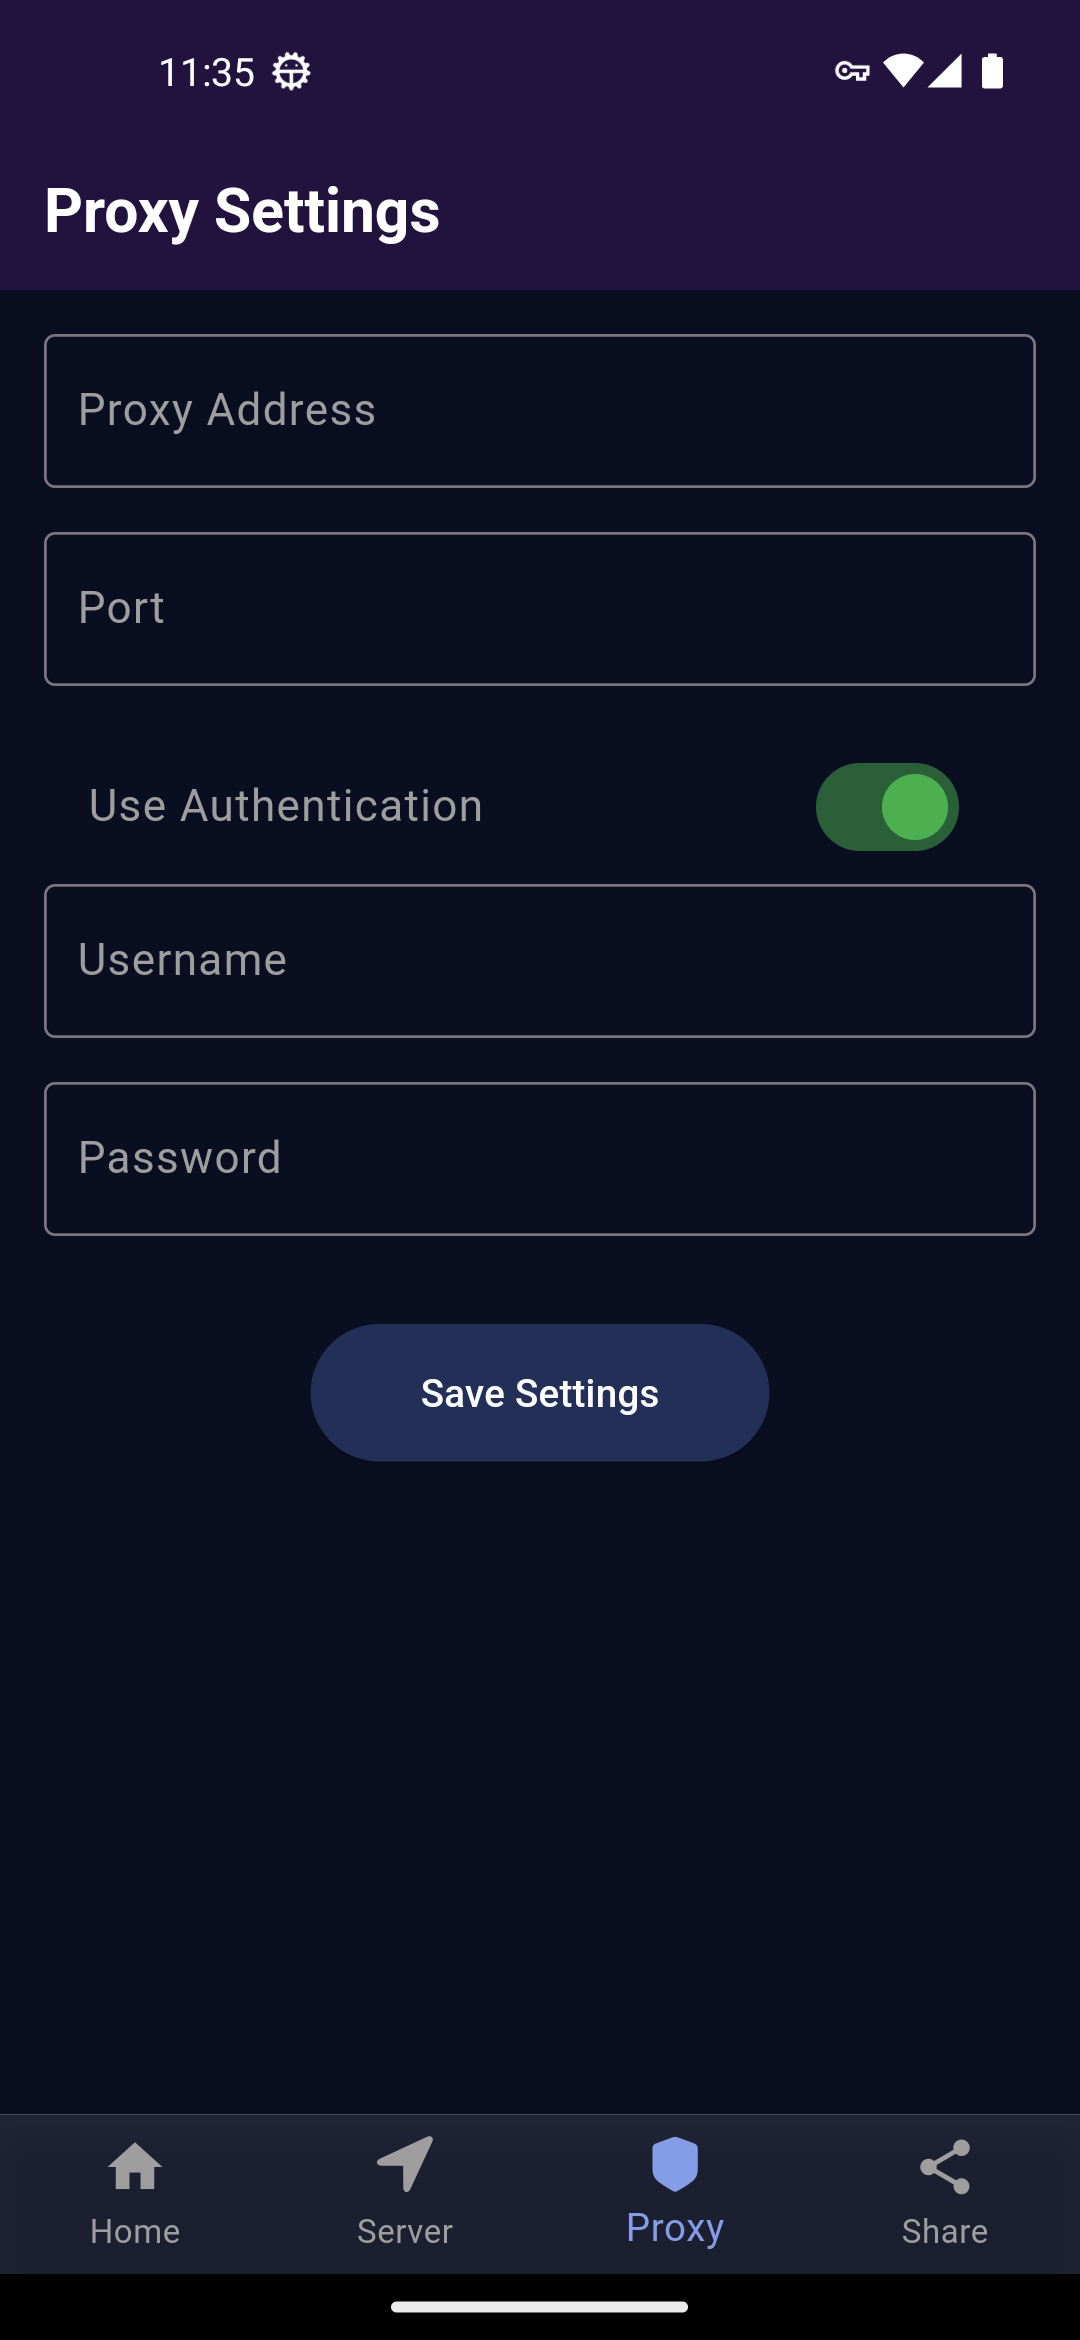 11:35
Proxy Settings
Proxy Address
Port
Use Authentication
Username
Password
Save Settings
Home
Server
Proxy
Share